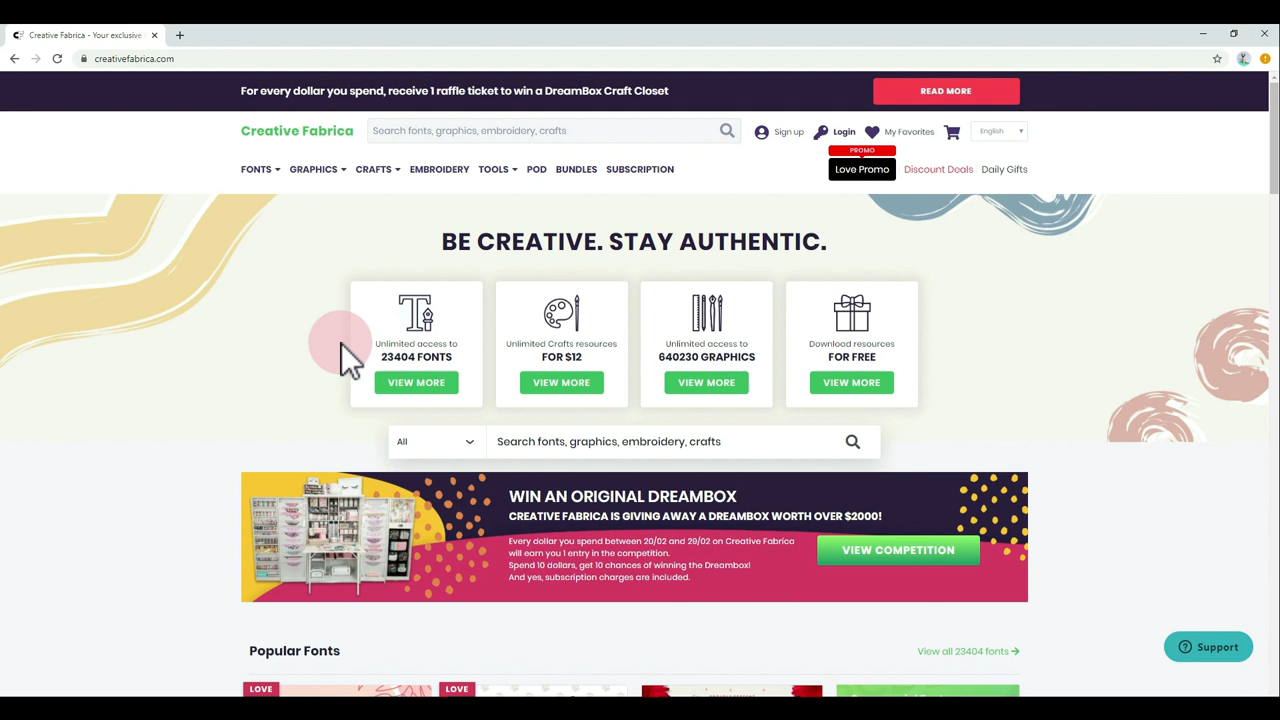 Creative Fabrica - Your exclusive
creativefabrica.com
For every dollar you spend, receive 1 raffle ticket to win a DreamBox Craft Closet
READ MORE
Creative Fabrica
Search fonts, graphics, embroidery, crafts
Sign up
Login
My Favorites
English
FONTS
GRAPHICS
CRAFTS
EMBROIDERY
TOOLS
POD
BUNDLES
SUBSCRIPTION
PROMO
Love Promo
Discount Deals
Daily Gifts
BE CREATIVE. STAY AUTHENTIC.
Unlimited access to
23404 FONTS
VIEW MORE
Unlimited Crafts resources
FOR $12
VIEW MORE
Unlimited access to
640230 GRAPHICS
VIEW MORE
Download resources
FOR FREE
VIEW MORE
All
Search fonts, graphics, embroidery, crafts
WIN AN ORIGINAL DREAMBOX
CREATIVE FABRICA IS GIVING AWAY A DREAMBOX WORTH OVER $2000!
Every dollar you spend between 20/02 and 29/02 on Creative Fabrica
will earn you 1 entry in the competition.
Spend 10 dollars, get 10 chances of winning the Dreambox!
And yes, subscription charges are included.
VIEW COMPETITION
Popular Fonts
View all 23404 fonts
Support
LOVE
LOVE